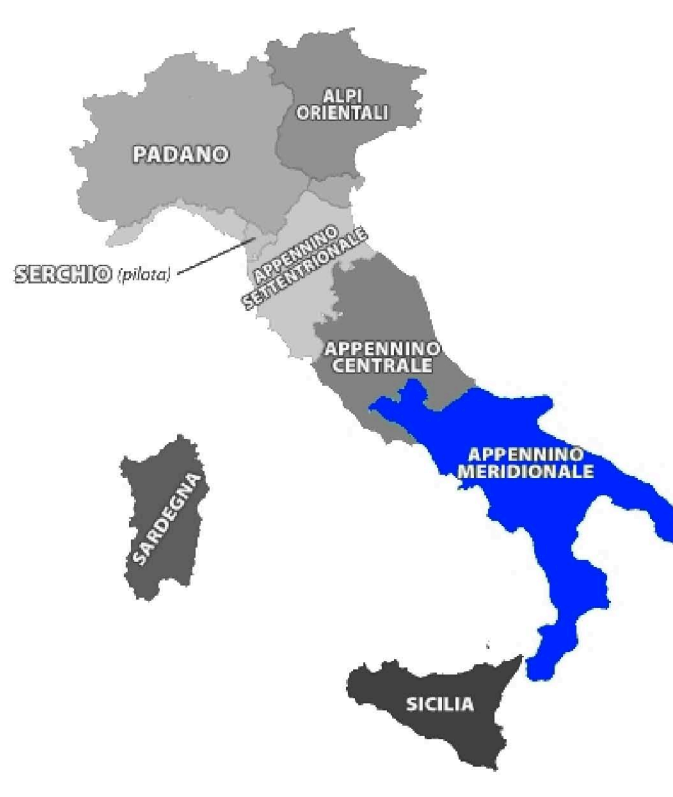 ALPI
ORIENTALI
PADANO
SERCHIO (pilota)
APPENNINO
SETTENTRIONALE
APPENNINO
CENTRALE
APPENNINO
MERIDIONALE
SARDEGNA
SICILIA